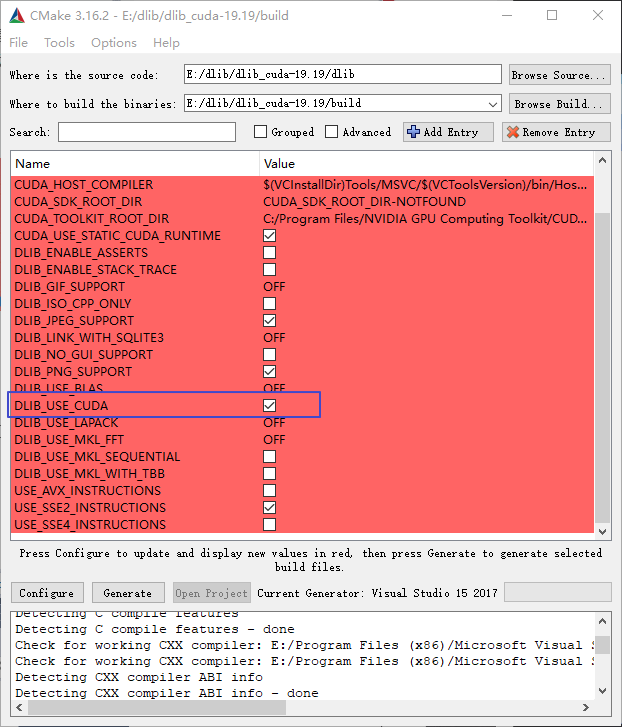 CMake 3.16.2 - E:/dlib/dlib_cuda-19.19/build
File Tools Options Help
Where is the source code: E:/dlib/dlib_cuda-19.19/dlib Browse Source...
Where to build the binaries: E:/dlib/dlib_cuda-19.19/build Browse Build...
Search: Grouped Advanced Add Entry Remove Entry
Name Value
CUDA_HOST_COMPILER $(VCInstallDir)Tools/MSVC/$(VCToolsVersion)/bin/Hos...
CUDA_SDK_ROOT_DIR CUDA_SDK_ROOT_DIR-NOTFOUND
CUDA_TOOLKIT_ROOT_DIR C:/Program Files/NVIDIA GPU Computing Toolkit/CUD...
CUDA_USE_STATIC_CUDA_RUNTIME
DLIB_ENABLE_ASSERTS
DLIB_ENABLE_STACK_TRACE
DLIB_GIF_SUPPORT OFF
DLIB_ISO_CPP_ONLY
DLIB_JPEG_SUPPORT
DLIB_LINK_WITH_SQLITE3 OFF
DLIB_NO_GUI_SUPPORT
DLIB_PNG_SUPPORT
DLIB_USE_BLAS OFF
DLIB_USE_CUDA
DLIB_USE_LAPACK OFF
DLIB_USE_MKL_FFT OFF
DLIB_USE_MKL_SEQUENTIAL
DLIB_USE_MKL_WITH_TBB
USE_AVX_INSTRUCTIONS
USE_SSE2_INSTRUCTIONS
USE_SSE4_INSTRUCTIONS
Press Configure to update and display new values in red, then press Generate to generate selected
build files.
Configure Generate Open Project Current Generator: Visual Studio 15 2017
Detecting C compile features
Detecting C compile features - done
Check for working CXX compiler: E:/Program Files (x86)/Microsoft Visual
Check for working CXX compiler: E:/Program Files (x86)/Microsoft Visual
Detecting CXX compiler ABI info
Detecting CXX compiler ABI info - done